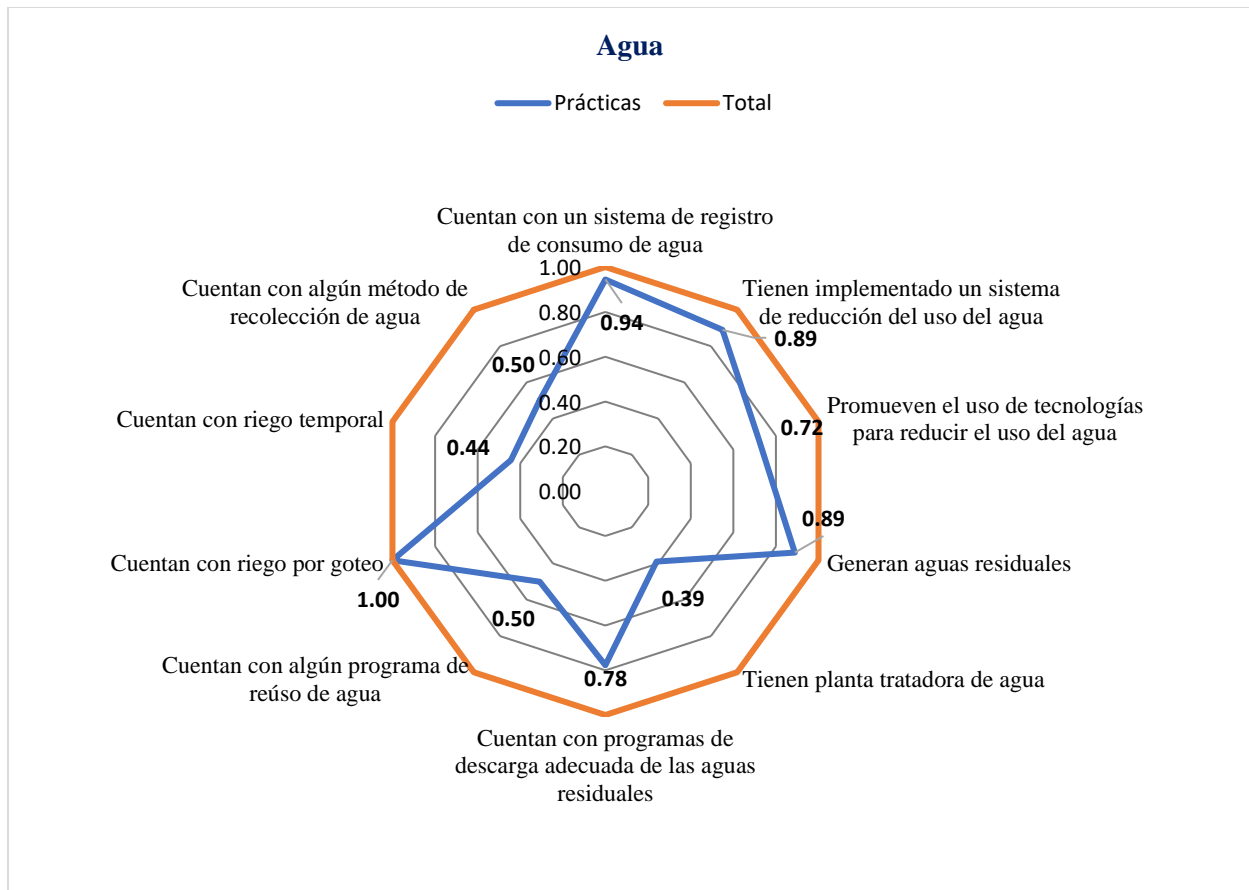 Agua
Prácticas
Total
Cuentan con un sistema de registro
de consumo de agua
1.00
0.80
0.60
0.40
0.20
0.00
0.94
Tienen implementado un sistema
de reducción del uso del agua
0.89
Promueven el uso de tecnologías
para reducir el uso del agua
0.72
0.89
Generan aguas residuales
0.39
Tienen planta tratadora de agua
0.78
Cuentan con programas de
descarga adecuada de las aguas
residuales
0.50
Cuentan con algún programa de
reúso de agua
Cuentan con riego por goteo
1.00
Cuentan con riego temporal
0.44
Cuentan con algún método de
recolección de agua
0.50